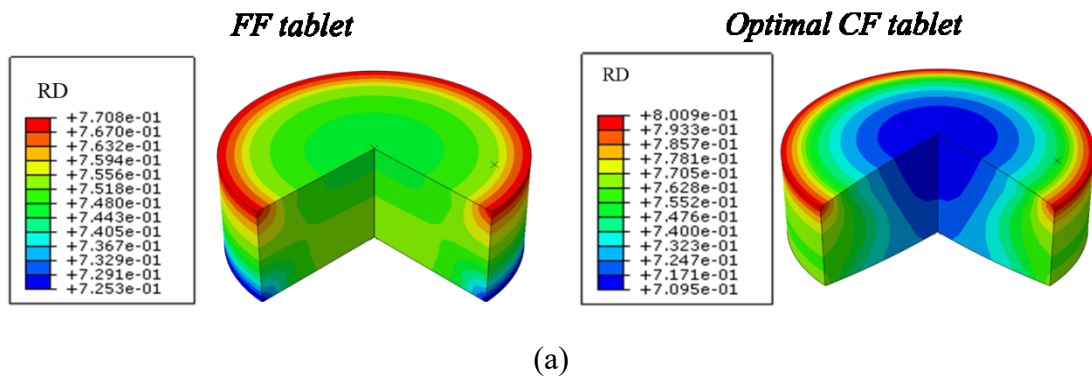 FF tablet
Optimal CF tablet
RD
+7.708e-01
+7.670e-01
+7.632e-01
+7.594e-01
+7.556e-01
+7.518e-01
+7.480e-01
+7.443e-01
+7.405e-01
+7.367e-01
+7.329e-01
+7.291e-01
+7.253e-01
RD
+8.009e-01
+7.933e-01
+7.857e-01
+7.781e-01
+7.705e-01
+7.628e-01
+7.552e-01
+7.476e-01
+7.400e-01
+7.323e-01
+7.247e-01
+7.171e-01
+7.095e-01
(a)